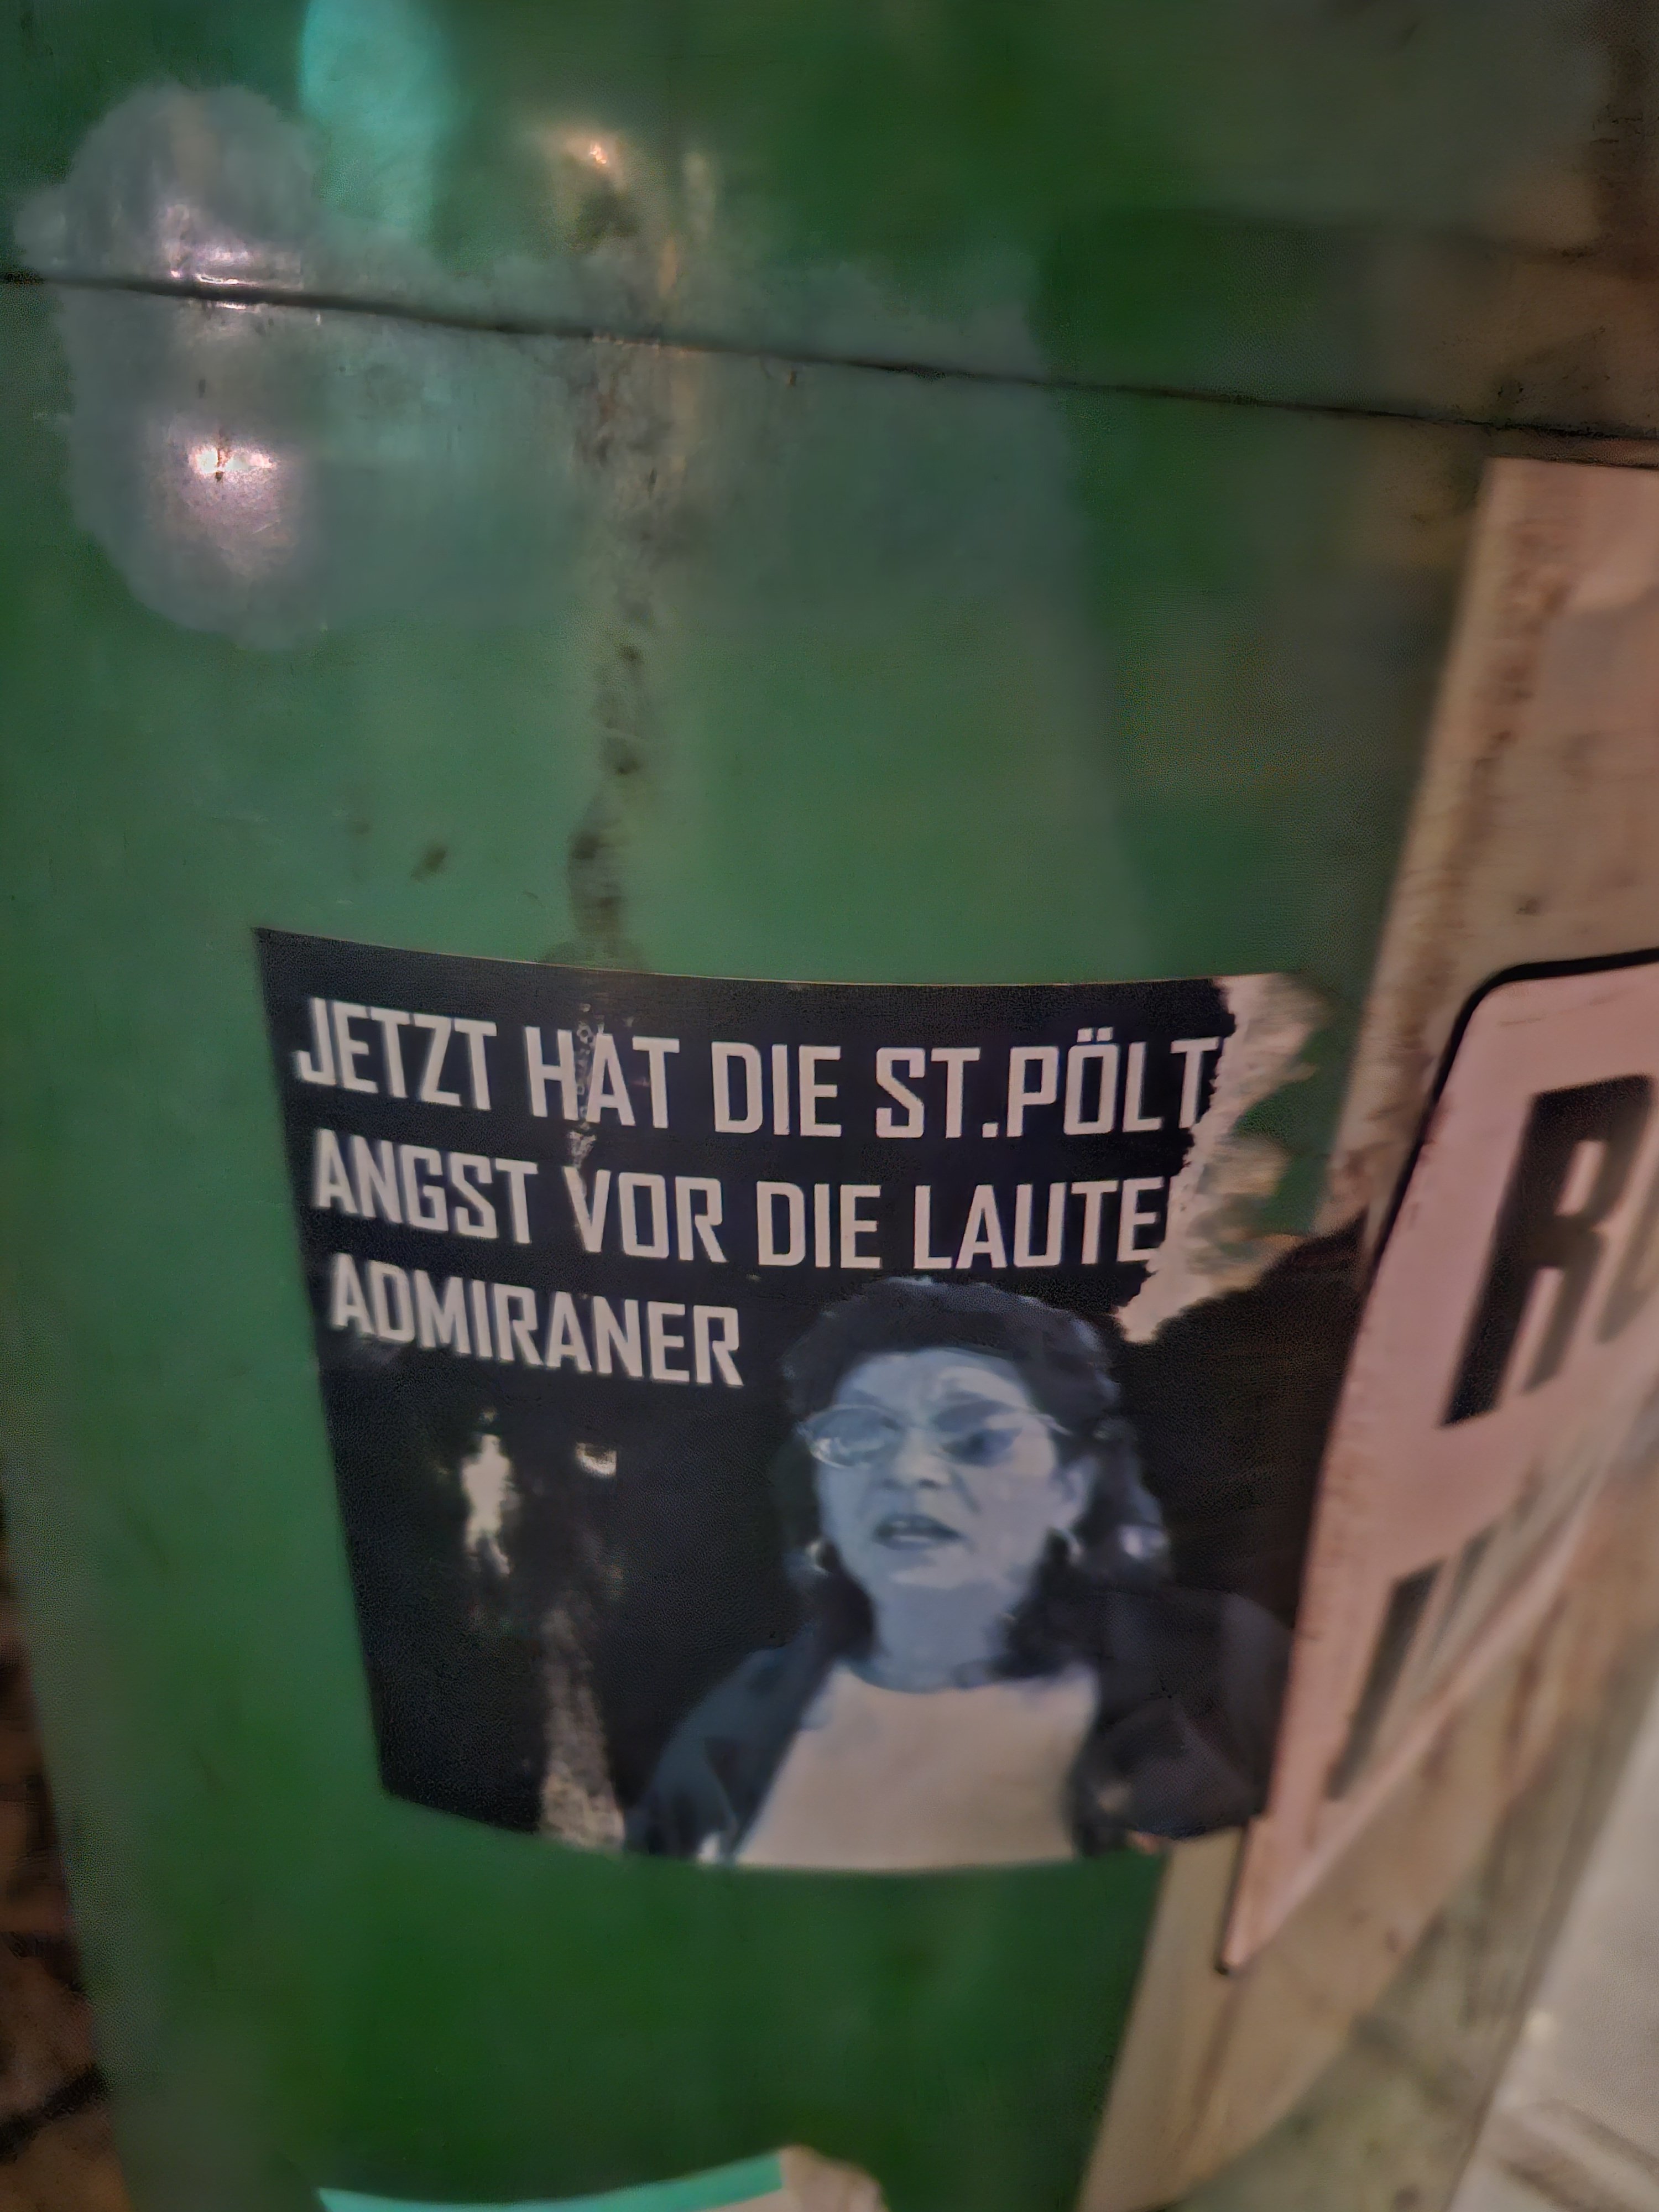 JETZT HAT DIE ST.PÖLT
ANGST VOR DIE LAUTE
ADMIRANER